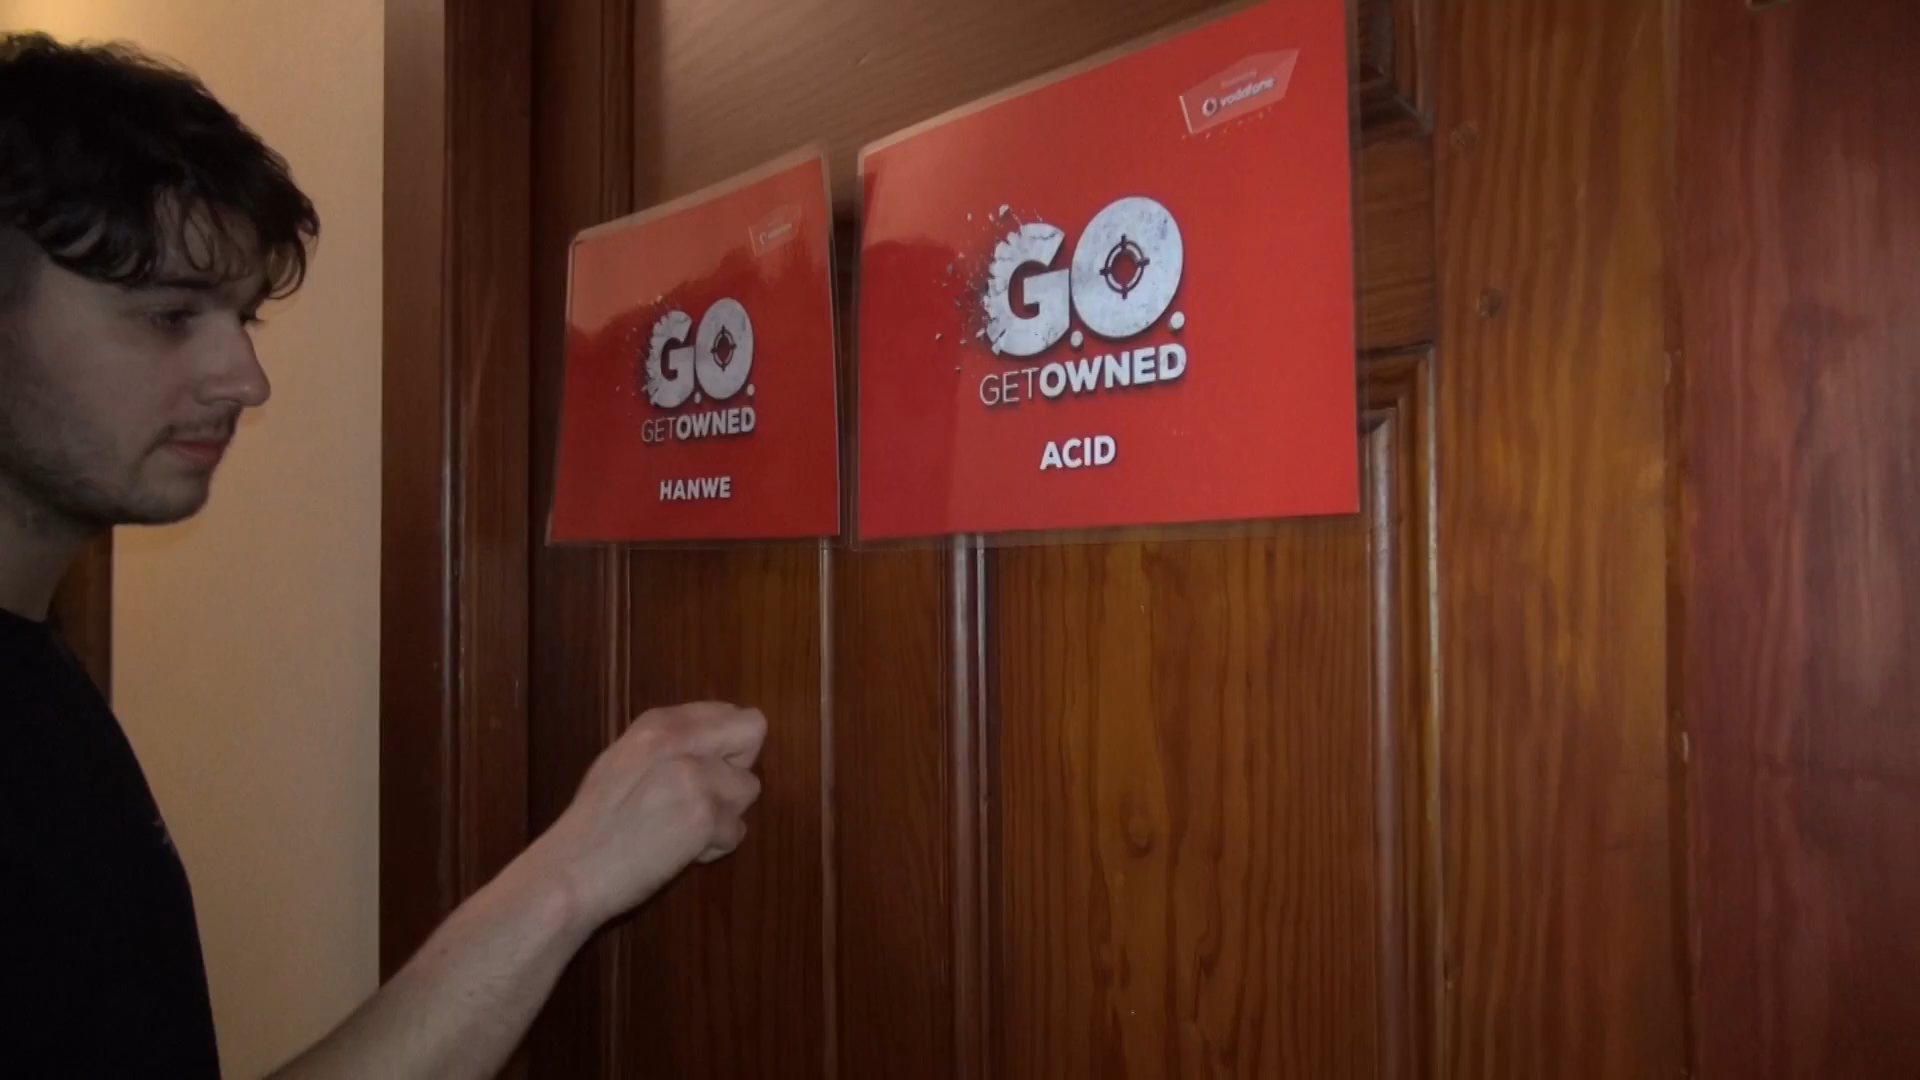 G.O.
GETOWNED
HANWE
vodafone
G.O.
GETOWNED
ACID